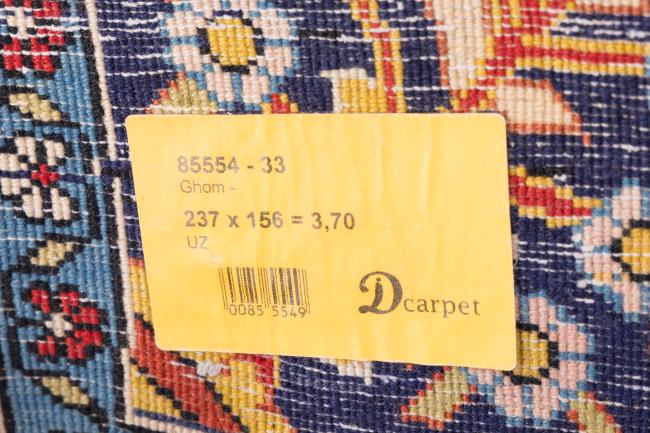 85554 - 33
Ghom -
237 x 156 = 3,70
UZ
0085 5549
Dcarpet